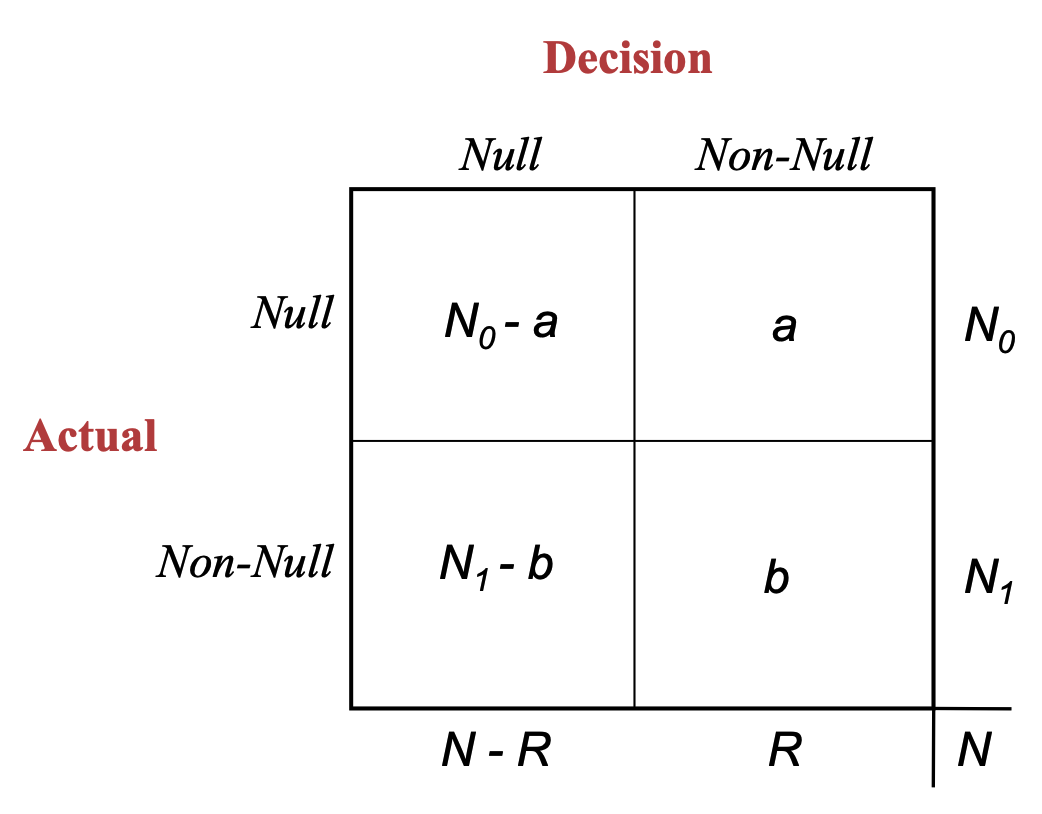 Decision
Null Non-Null
Null N₀ - a a N₀
Actual
Non-Null N₁ - b b N₁
N - R R N